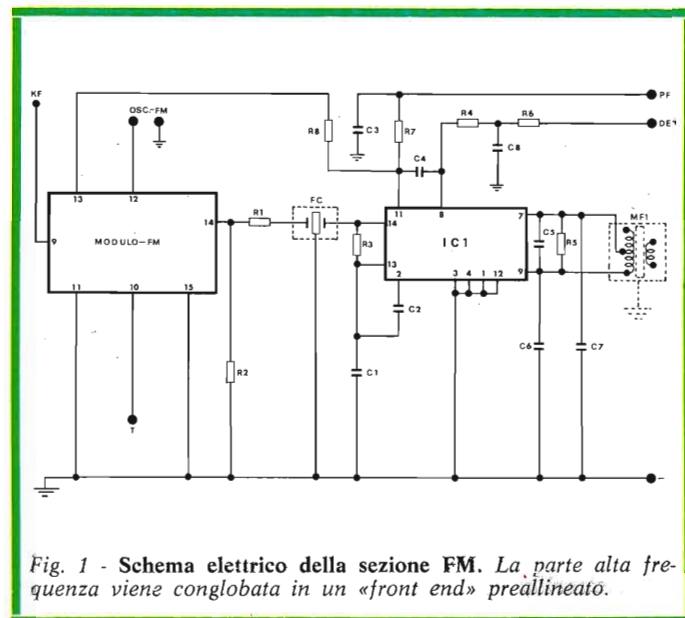 KF
OSC.-FM
PF
R4
R6
DET
R8
C3
R7
C4
C8
13
12
11
8
MODULO-FM
9
14
R1
FC
14
R3
13
IC1
7
C5
R5
MF1
2
3
4
1
12
9
11
10
15
C2
R2
C1
C6
C7
T
-
Fig. 1 - Schema elettrico della sezione FM. La parte alta fre-
quenza viene conglobata in un «front end» preallineato.